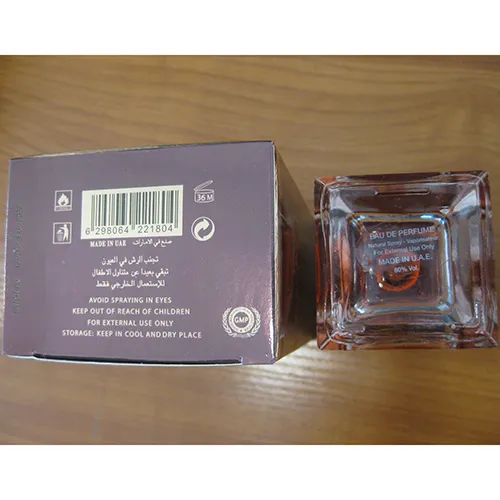 36 M
6 298064 221804
MADE IN UAE صنع في الامارات
تجنب الرش في العيون
تبقى بعيدا عن متناول الاطفال
للإستعمال الخارجي فقط
AVOID SPRAYING IN EYES
KEEP OUT OF REACH OF CHILDREN
FOR EXTERNAL USE ONLY
STORAGE: KEEP IN COOL AND DRY PLACE
GMP
EAU DE PERFUME
Natural Spray - Vaporisateur
For External Use Only
MADE IN U.A.E.
80% Vol.